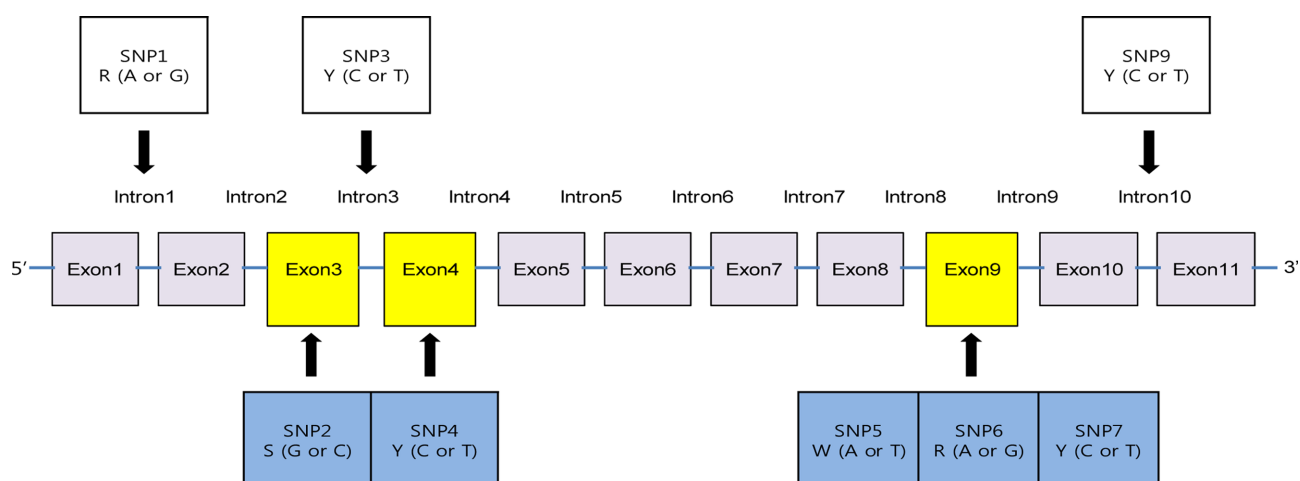 SNP1
R (A or G)
SNP3
Y (C or T)
SNP9
Y (C or T)
Intron1 Intron2 Intron3 Intron4 Intron5 Intron6 Intron7 Intron8 Intron9 Intron10
5′ Exon1 Exon2 Exon3 Exon4 Exon5 Exon6 Exon7 Exon8 Exon9 Exon10 Exon11 3′
SNP2
S (G or C)
SNP4
Y (C or T)
SNP5
W (A or T)
SNP6
R (A or G)
SNP7
Y (C or T)